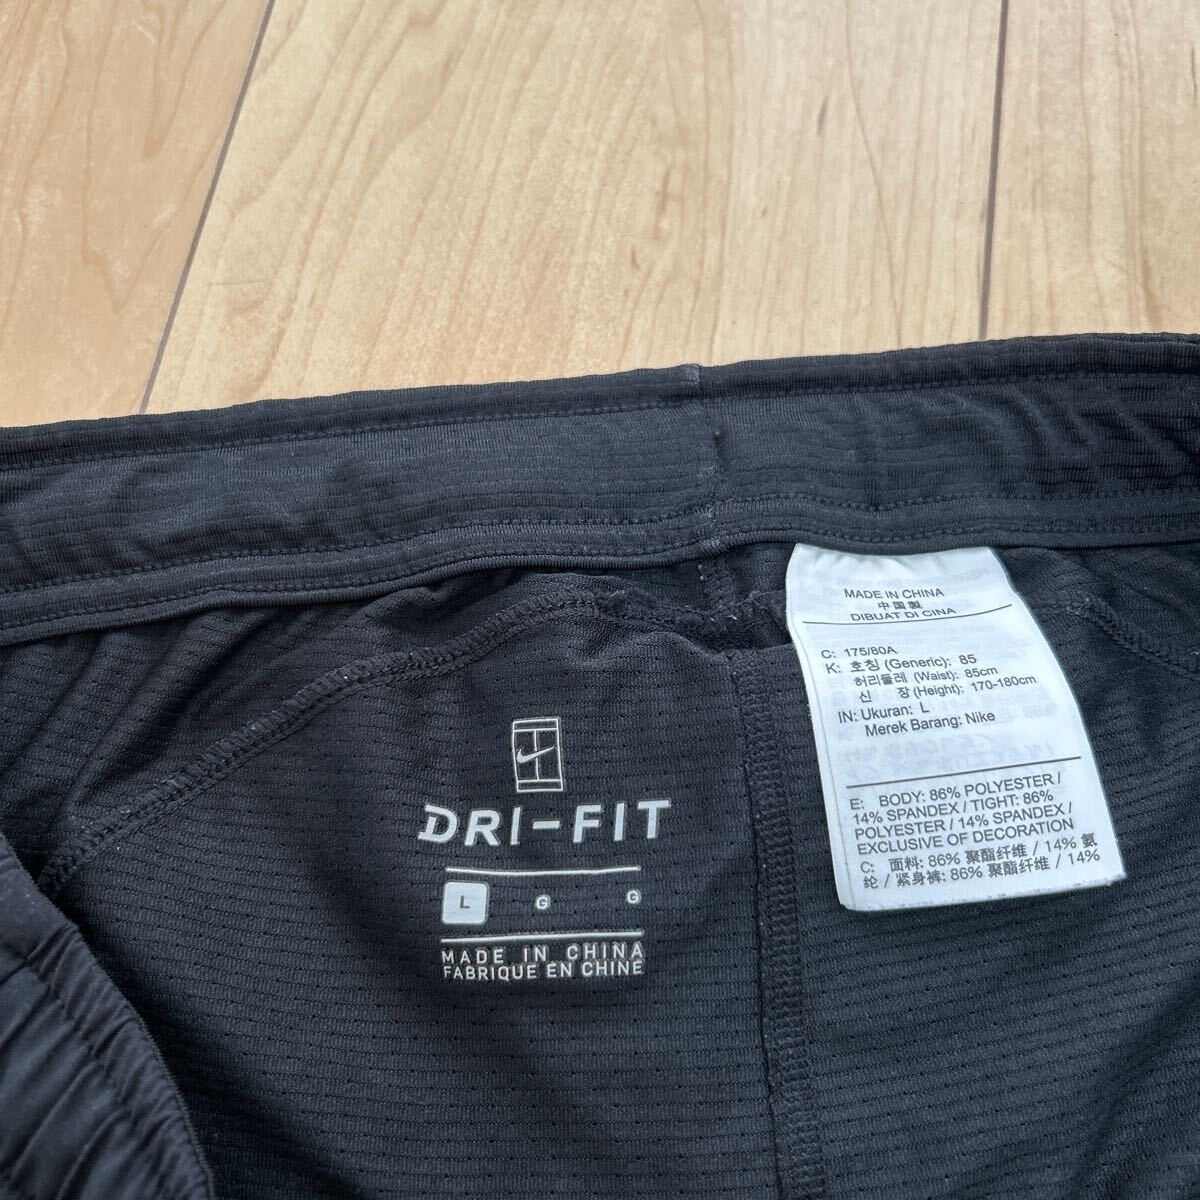 MADE IN CHINA
中国製
DIBUAT DI CINA
C: 175/80A
K: 호칭 (Generic): 85
허리둘레 (Waist): 85cm
신 장 (Height): 170-180cm
IN: Ukuran: L
Merek Barang: Nike
E: BODY: 86% POLYESTER /
14% SPANDEX / TIGHT: 86%
POLYESTER / 14% SPANDEX /
EXCLUSIVE OF DECORATION
C: 面料: 86% 聚酯纤维 / 14% 氨
纶 / 紧身裤: 86% 聚酯纤维 / 14%
DRI-FIT
L G G
MADE IN CHINA
FABRIQUÉ EN CHINE